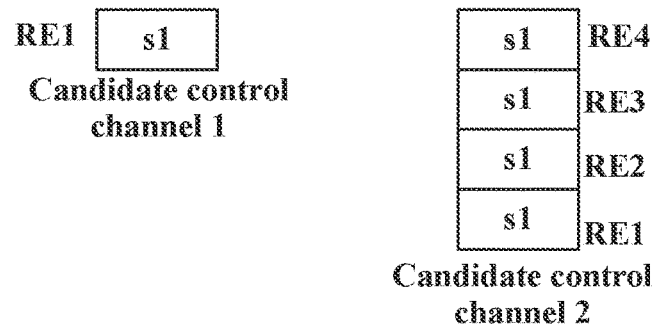 RE1 s1
Candidate control
channel 1
s1 RE4
s1 RE3
s1 RE2
s1 RE1
Candidate control
channel 2